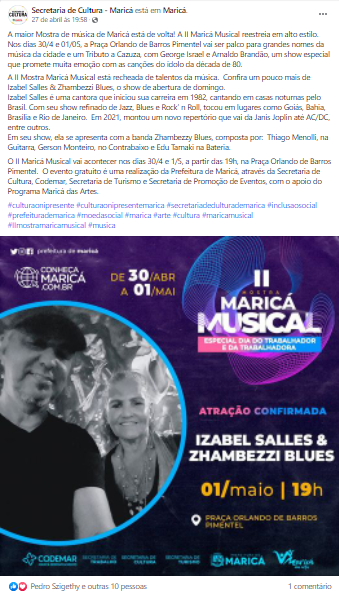 Secretaria de Cultura - Maricá está em Maricá.
27 de abril às 19:58
A maior Mostra de música de Maricá está de volta! A II Maricá Musical reestreia em alto estilo.
Nos dias 30/4 e 01/05, a Praça Orlando de Barros Pimentel vai ser palco para grandes nomes da
música da cidade e um Tributo a Cazuza, com George Israel e Arnaldo Brandão, um show especial
que promete muita emoção com as canções do ídolo da década de 80.
A II Mostra Maricá Musical está recheada de talentos da música. Confira um pouco mais de
Izabel Salles & Zhambezzi Blues, o show de abertura de domingo.
Izabel Salles é uma cantora que iniciou sua carreira em 1982, cantando em casas noturnas pelo
Brasil. Com seu show refinado de Jazz, Blues e Rock' n Roll, tocou em lugares como Goiás, Bahia,
Brasília e Rio de Janeiro. Em 2021, montou um novo repertório que vai da Janis Joplin até AC/DC,
entre outros.
Em seu show, ela se apresenta com a banda Zhambezzy Blues, composta por: Thiago Menolli, na
Guitarra, Gerson Monteiro, no Contrabaixo e Edu Tamaki na Bateria.
O II Maricá Musical vai acontecer nos dias 30/4 e 1/5, a partir das 19h, na Praça Orlando de Barros
Pimentel. O evento gratuito é uma realização da Prefeitura de Maricá, através da Secretaria de
Cultura, Codemar, Secretaria de Turismo e Secretaria de Promoção de Eventos, com o apoio do
Programa Maricá das Artes.
#culturaonipresente #culturaonipresentemarica #secretariadeculturademarica #inclusaosocial
#prefeiturademarica #moedasocial #marica #arte #cultura #maricamusical
#IImostramaricamusical #musica
prefeitura de maricá
CONHEÇA
MARICÁ
.COM.BR
DE 30/ABR
A 01/MAI
II
MOSTRA
MARICÁ
MUSICAL
ESPECIAL DIA DO TRABALHADOR
E DA TRABALHADORA
ATRAÇÃO CONFIRMADA
IZABEL SALLES &
ZHAMBEZZI BLUES
01/maio | 19h
PRAÇA ORLANDO DE BARROS
PIMENTEL
CODEMAR
SECRETARIA DE
TRABALHO
SECRETARIA DE
CULTURA
SECRETARIA DE
TURISMO
MARICÁ
Pedro Szigethy e outras 10 pessoas
1 comentário